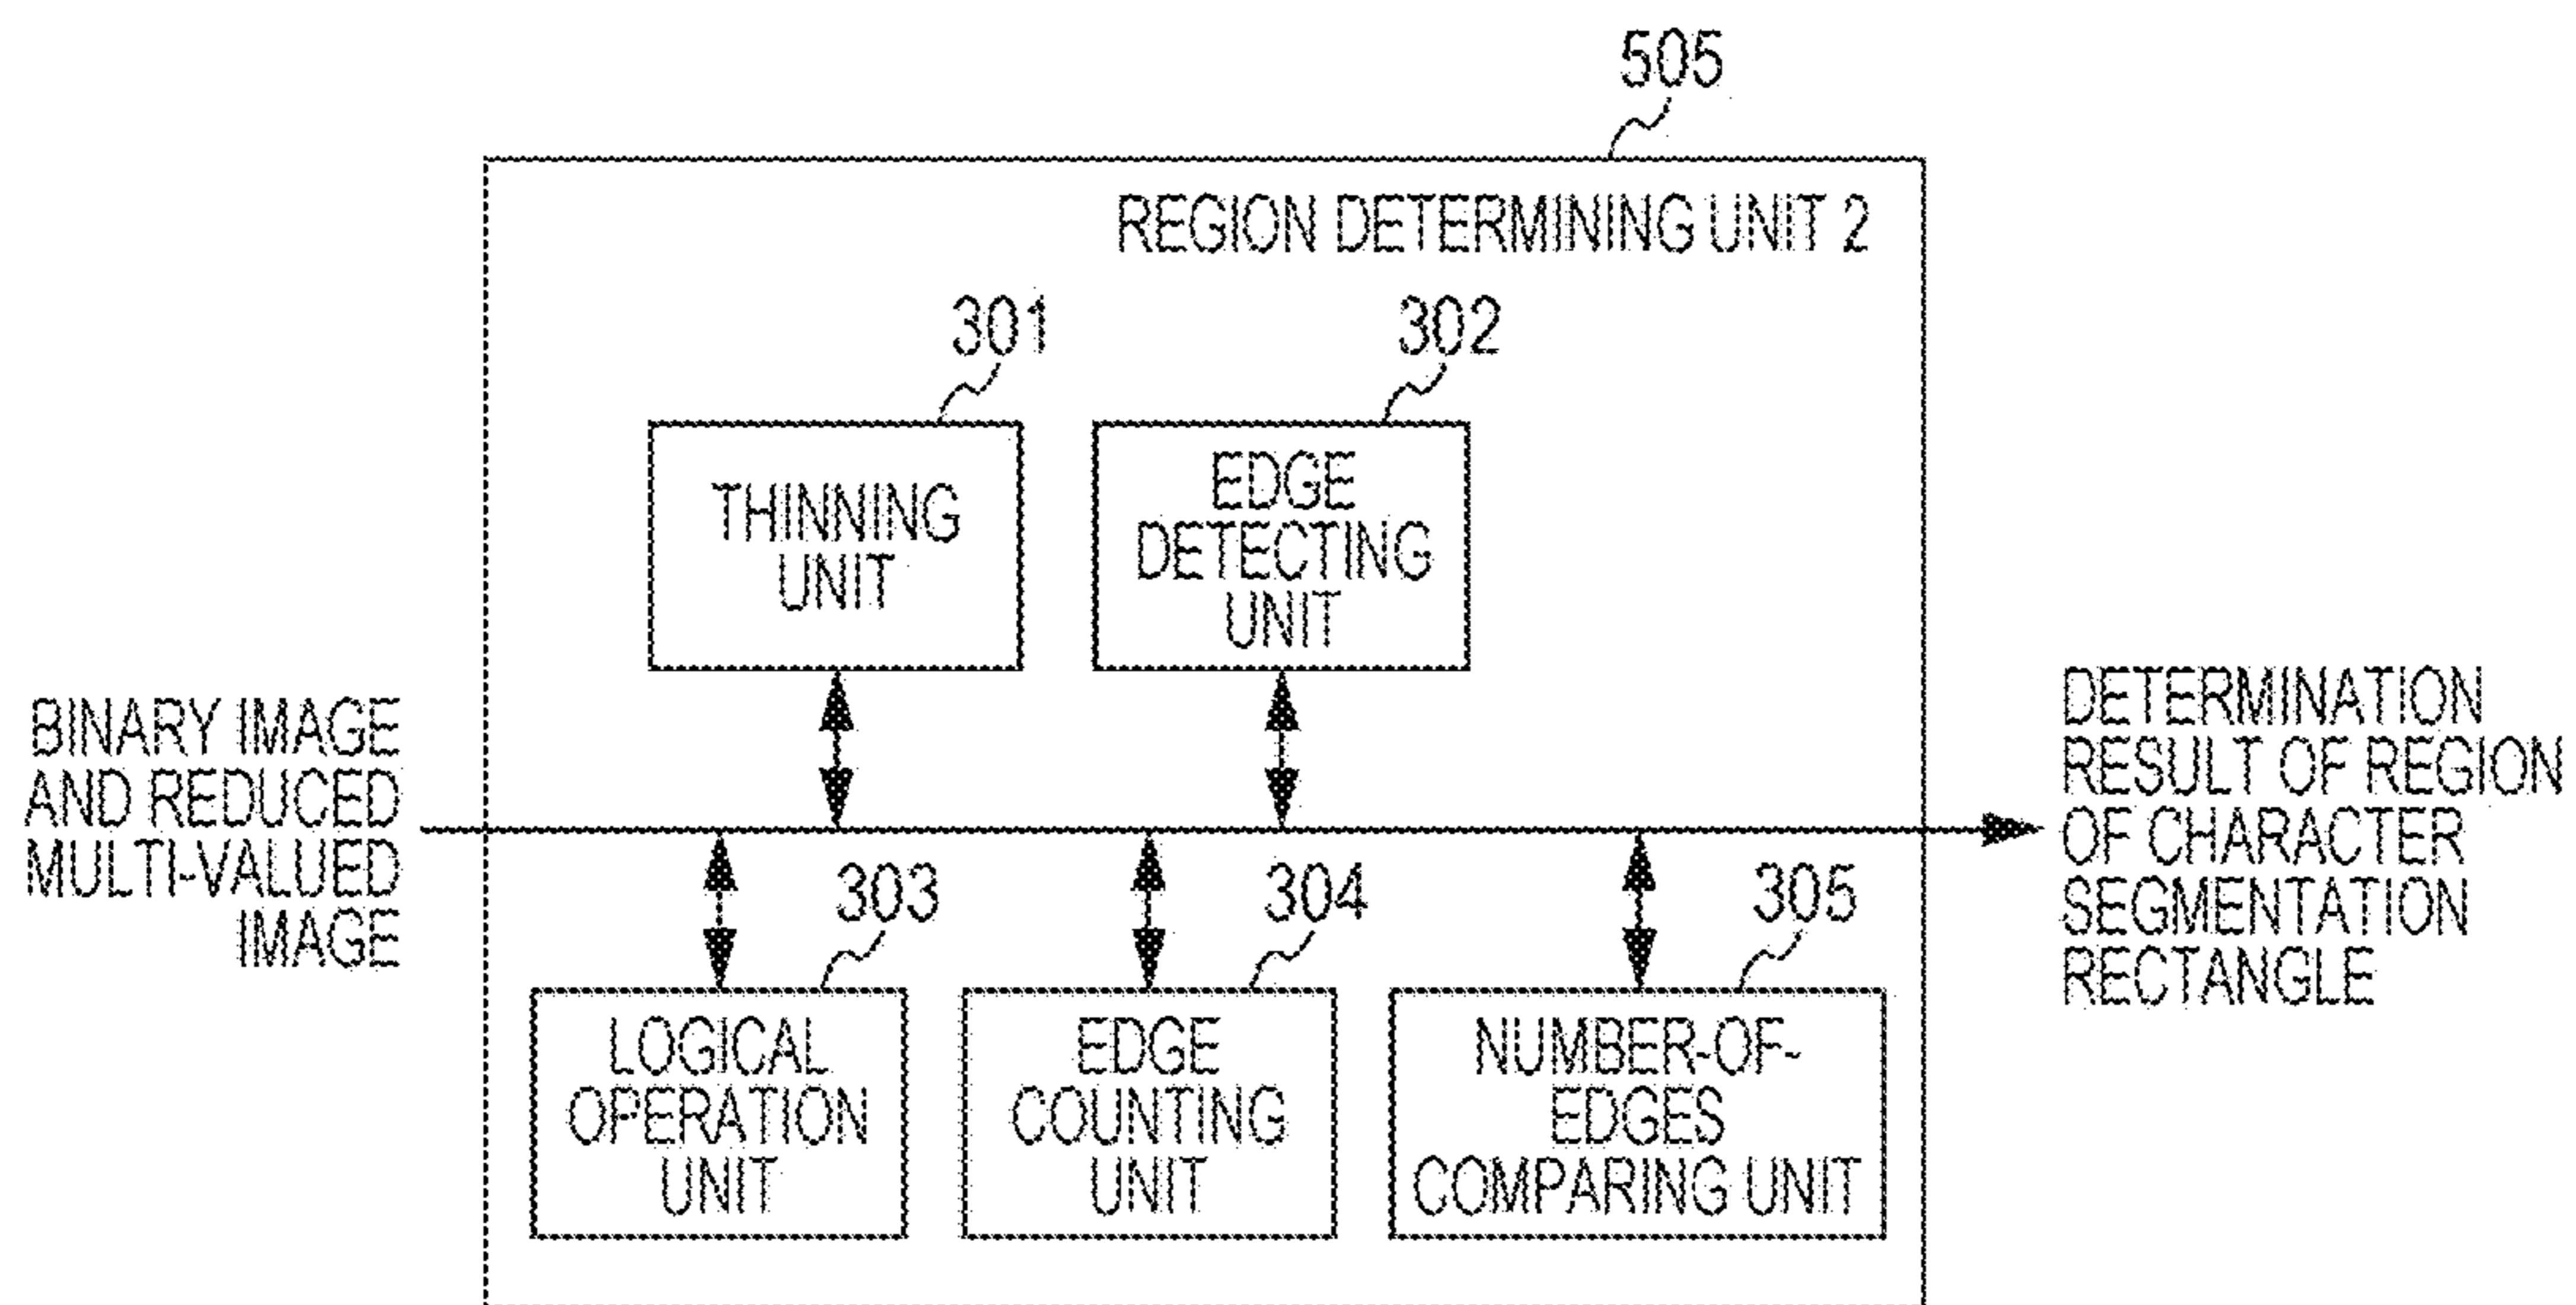 505
REGION DETERMINING UNIT 2
301
302
THINNING
UNIT
EDGE
DETECTING
UNIT
BINARY IMAGE
AND REDUCED
MULTI-VALUED
IMAGE
DETERMINATION
RESULT OF REGION
OF CHARACTER
SEGMENTATION
RECTANGLE
303
304
305
LOGICAL
OPERATION
UNIT
EDGE
COUNTING
UNIT
NUMBER-OF-
EDGES
COMPARING UNIT